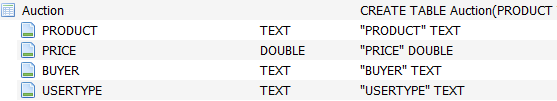 Auction CREATE TABLE Auction(PRODUCT "
PRODUCT TEXT "PRODUCT" TEXT
PRICE DOUBLE "PRICE" DOUBLE
BUYER TEXT "BUYER" TEXT
USERTYPE TEXT "USERTYPE" TEXT